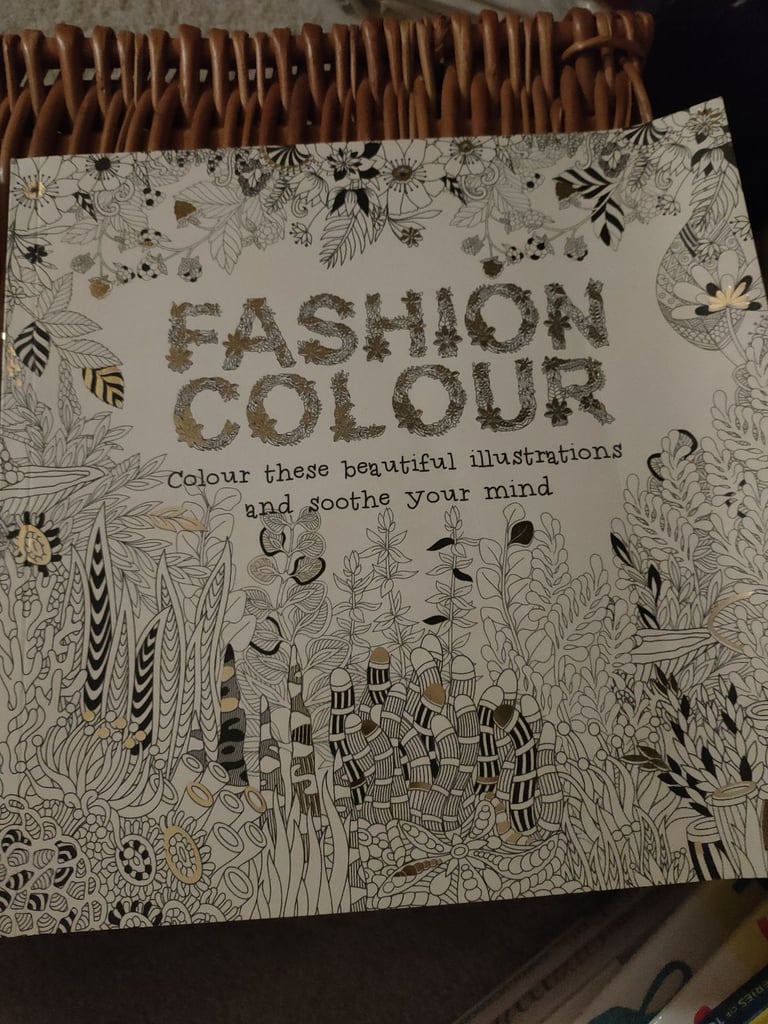 FASHION
COLOUR
Colour these beautiful illustrations
and soothe your mind